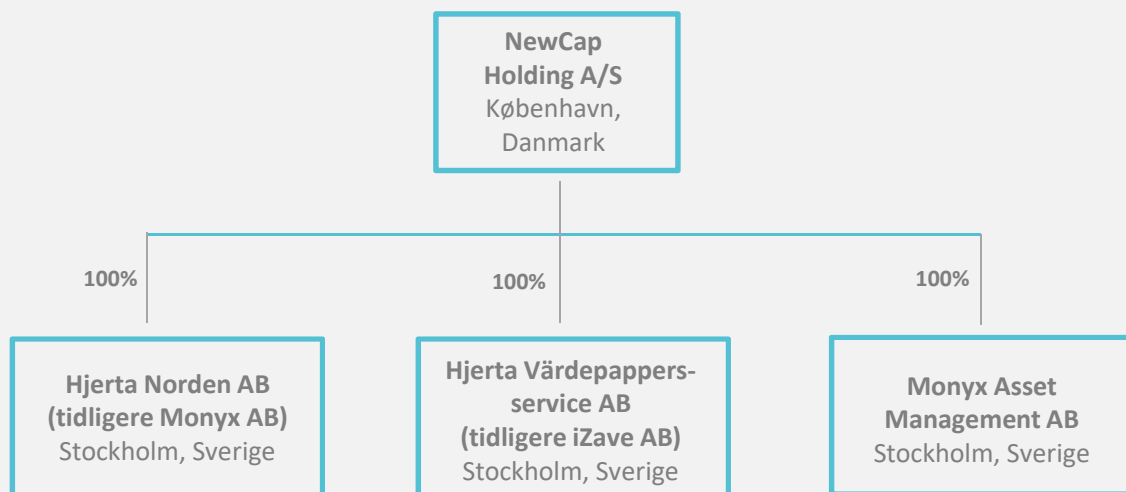 NewCap
Holding A/S
København,
Danmark
100%
100%
100%
Hjerta Norden AB
(tidligere Monyx AB)
Stockholm, Sverige
Hjerta Värdepappers-
service AB
(tidligere iZave AB)
Stockholm, Sverige
Monyx Asset
Management AB
Stockholm, Sverige